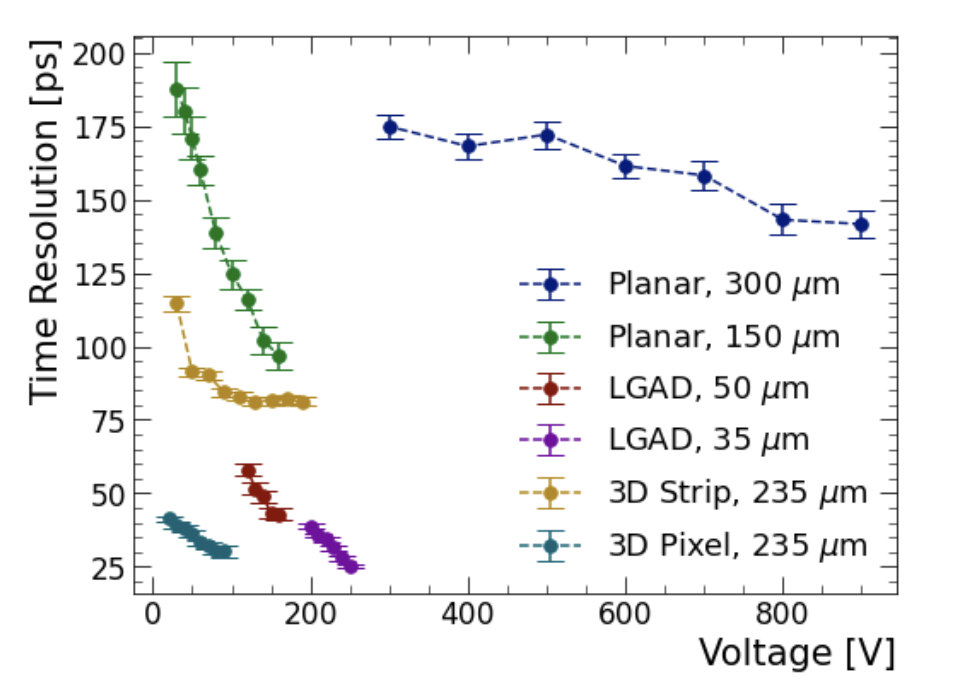 Time Resolution [ps]
200
175
150
125
100
75
50
25
0
200
400
600
800
Voltage [V]
Planar, 300 μm
Planar, 150 μm
LGAD, 50 μm
LGAD, 35 μm
3D Strip, 235 μm
3D Pixel, 235 μm